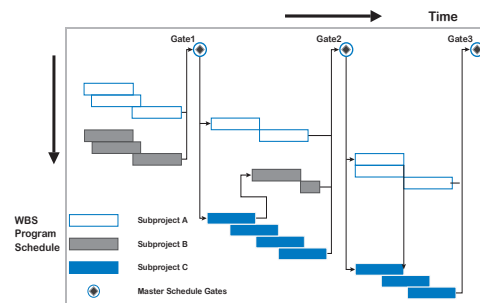 Time
Gate1
Gate2
Gate3
WBS
Program
Schedule
Subproject A
Subproject B
Subproject C
Master Schedule Gates